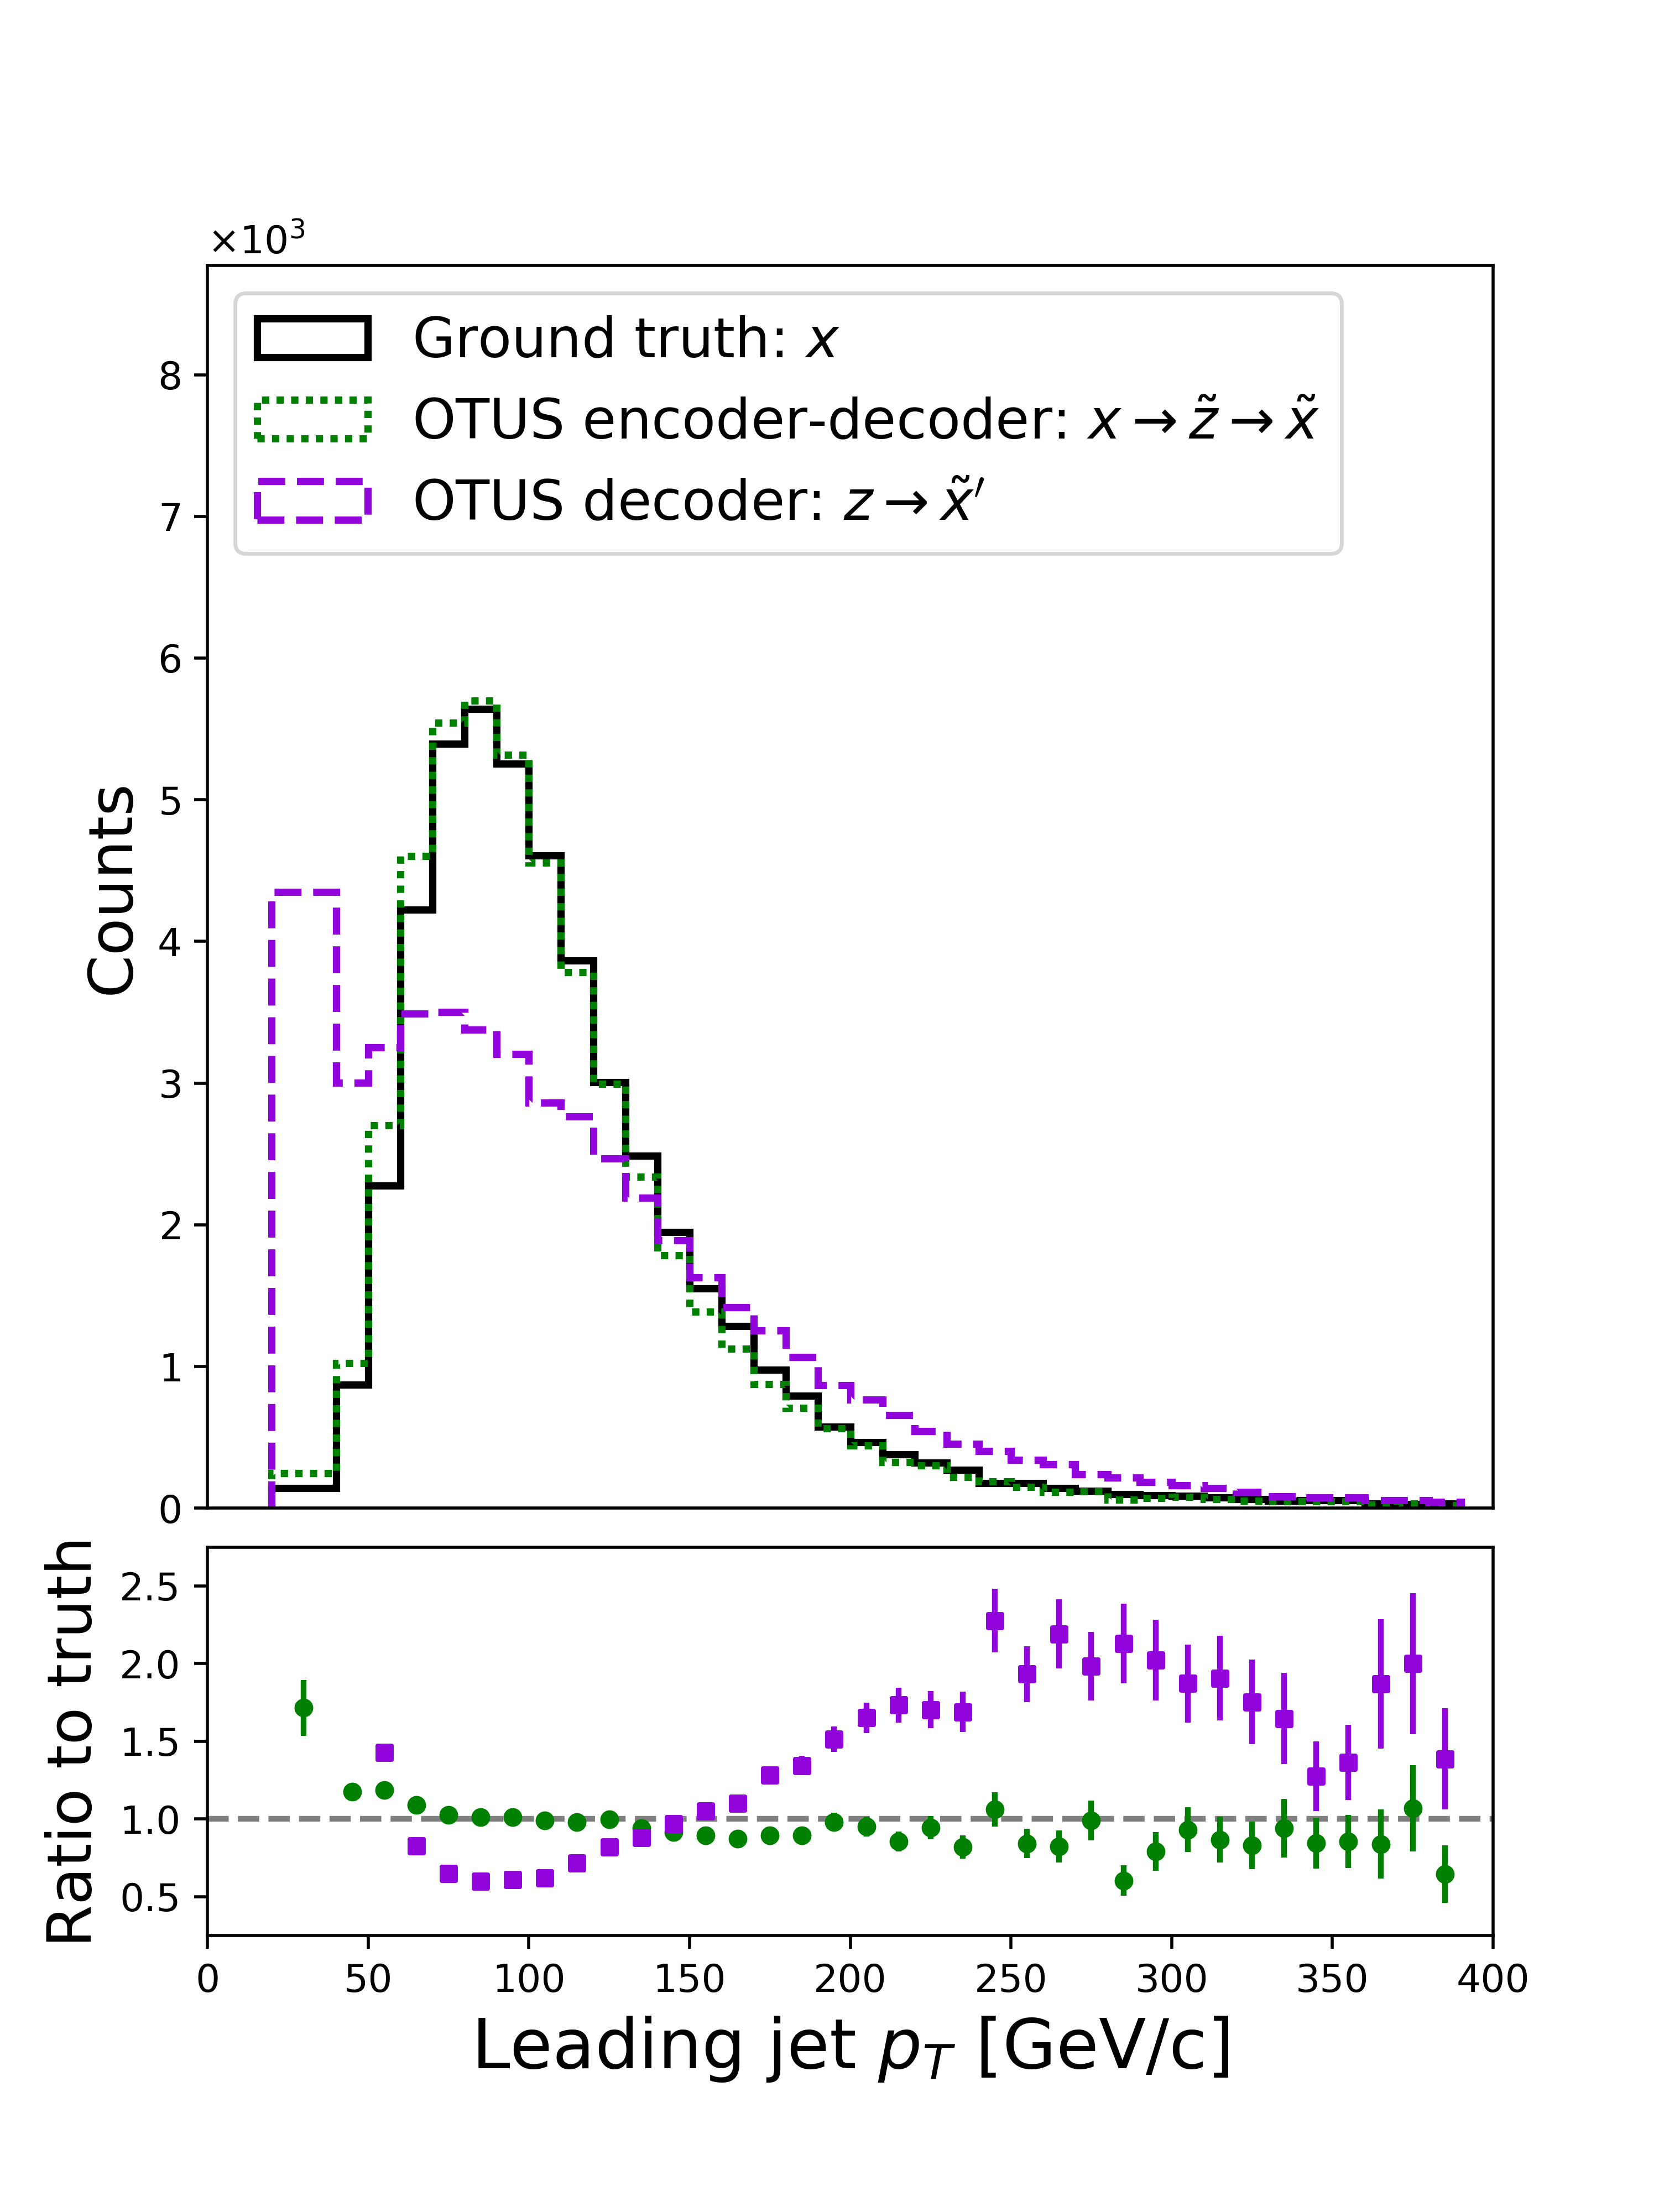 ×10³
Ground truth: x
OTUS encoder-decoder: x → z̃ → x̃
OTUS decoder: z → x̃′
8
7
6
5
4
3
2
1
0
Counts
2.5
2.0
1.5
1.0
0.5
Ratio to truth
0 50 100 150 200 250 300 350 400
Leading jet p_T [GeV/c]